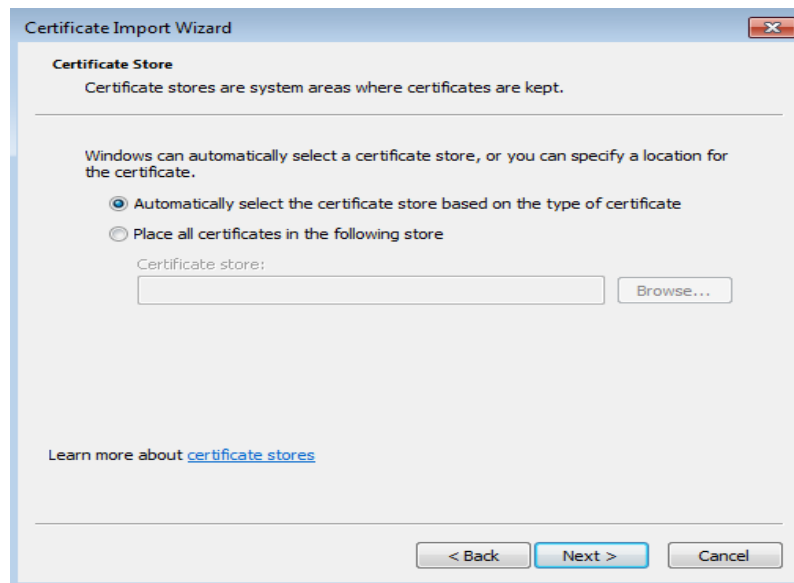 Certificate Import Wizard
Certificate Store
Certificate stores are system areas where certificates are kept.
Windows can automatically select a certificate store, or you can specify a location for
the certificate.
Automatically select the certificate store based on the type of certificate
Place all certificates in the following store
Certificate store:
Browse...
Learn more about certificate stores
< Back Next > Cancel